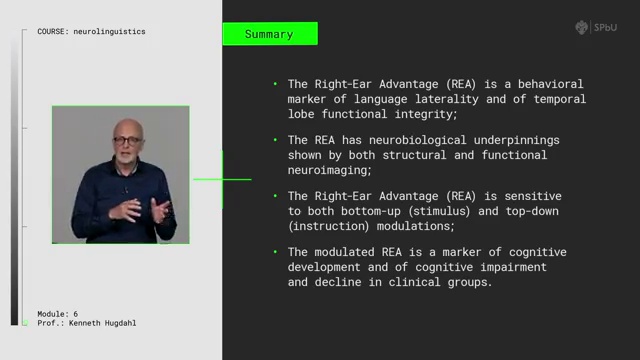 COURSE: neurolinguistics
Summary
SPbU
• The Right-Ear Advantage (REA) is a behavioral
marker of language laterality and of temporal
lobe functional integrity;
• The REA has neurobiological underpinnings
shown by both structural and functional
neuroimaging;
• The Right-Ear Advantage (REA) is sensitive
to both bottom-up (stimulus) and top-down
(instruction) modulations;
• The modulated REA is a marker of cognitive
development and of cognitive impairment
and decline in clinical groups.
Module: 6
Prof.: Kenneth Hugdahl